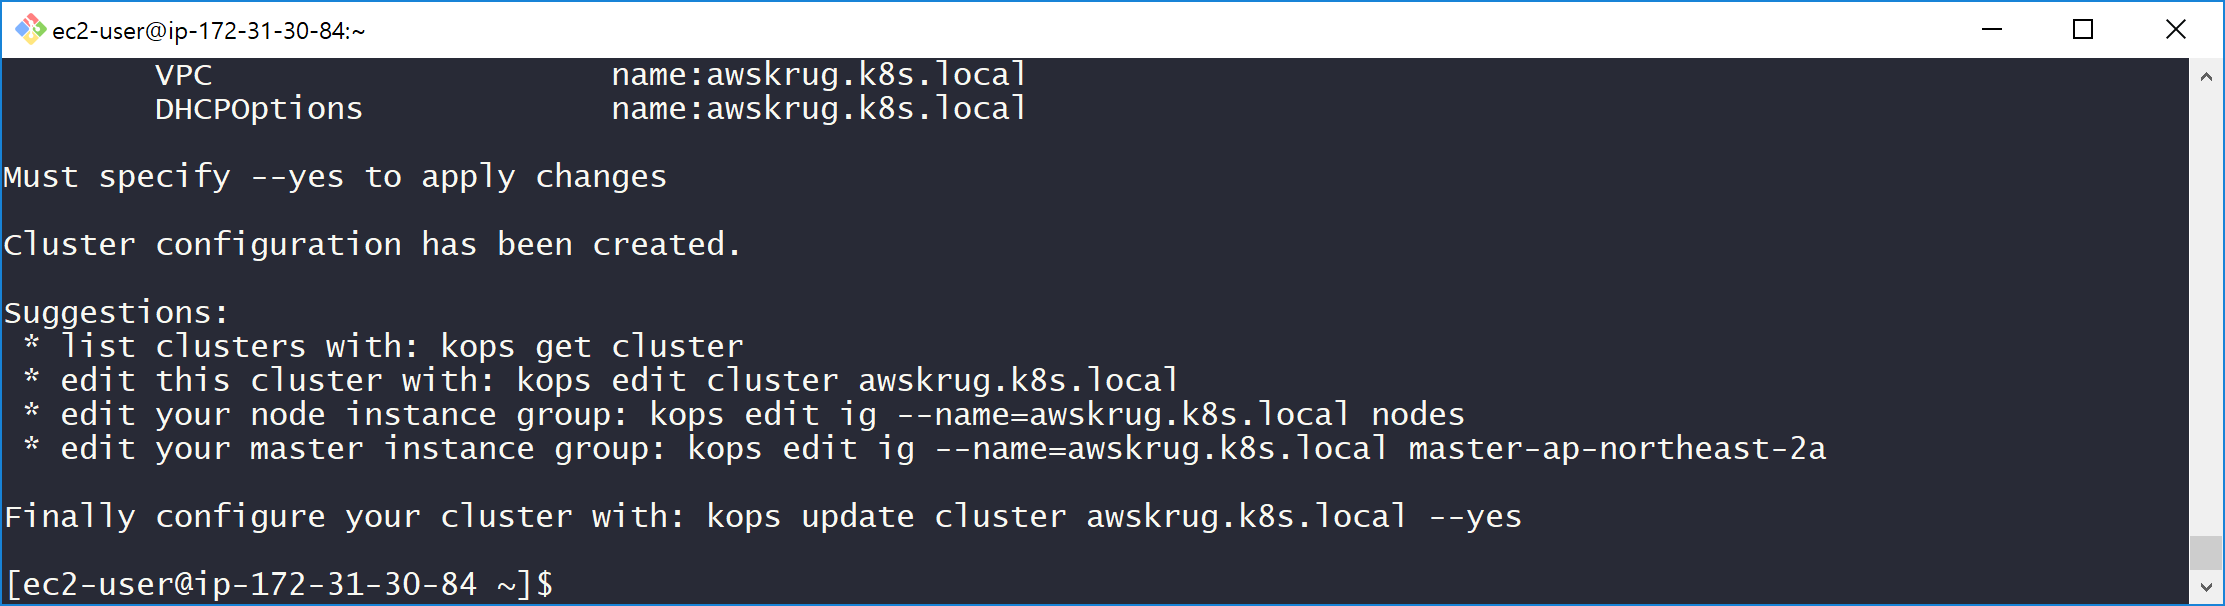 ec2-user@ip-172-31-30-84:~
VPC name:awskrug.k8s.local
DHCPOptions name:awskrug.k8s.local
Must specify --yes to apply changes
Cluster configuration has been created.
Suggestions:
* list clusters with: kops get cluster
* edit this cluster with: kops edit cluster awskrug.k8s.local
* edit your node instance group: kops edit ig --name=awskrug.k8s.local nodes
* edit your master instance group: kops edit ig --name=awskrug.k8s.local master-ap-northeast-2a
Finally configure your cluster with: kops update cluster awskrug.k8s.local --yes
[ec2-user@ip-172-31-30-84 ~]$